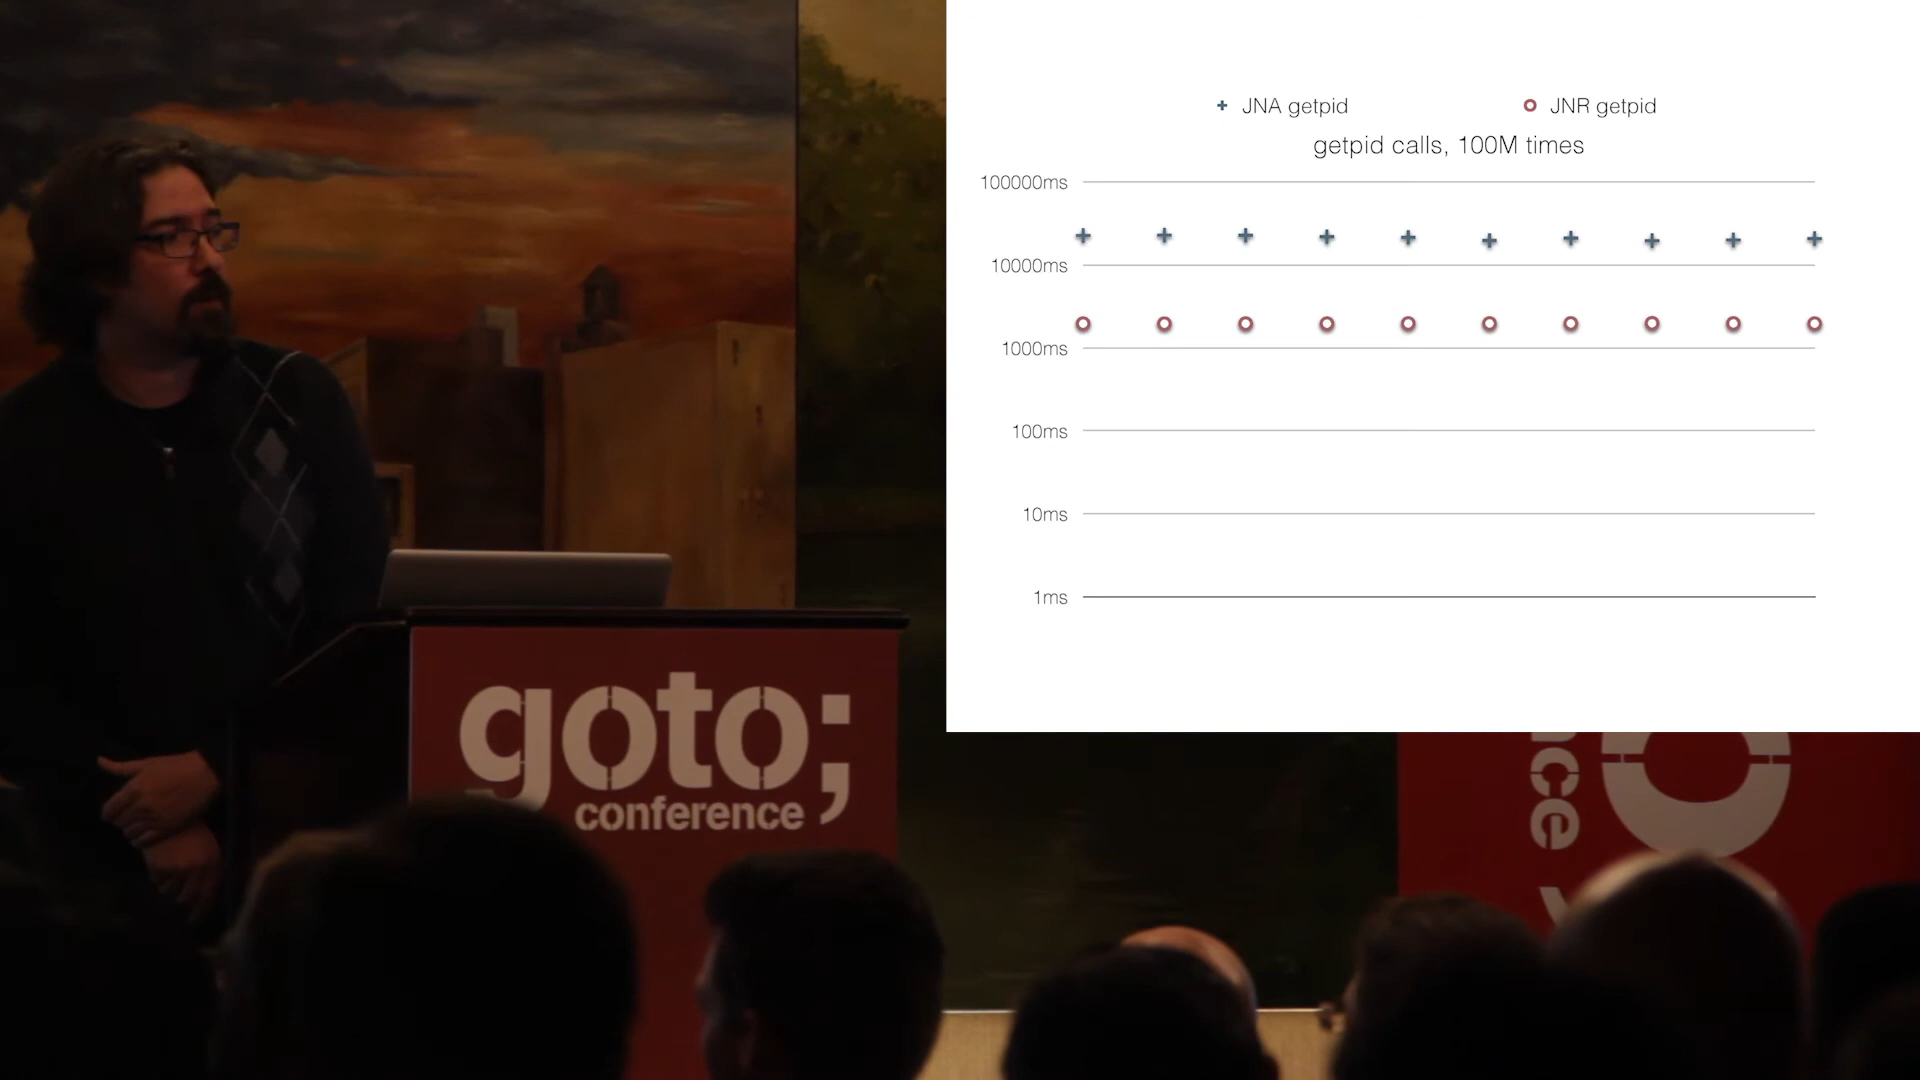 JNA getpid
JNR getpid
getpid calls, 100M times
100000ms
10000ms
1000ms
100ms
10ms
1ms
goto;
conference